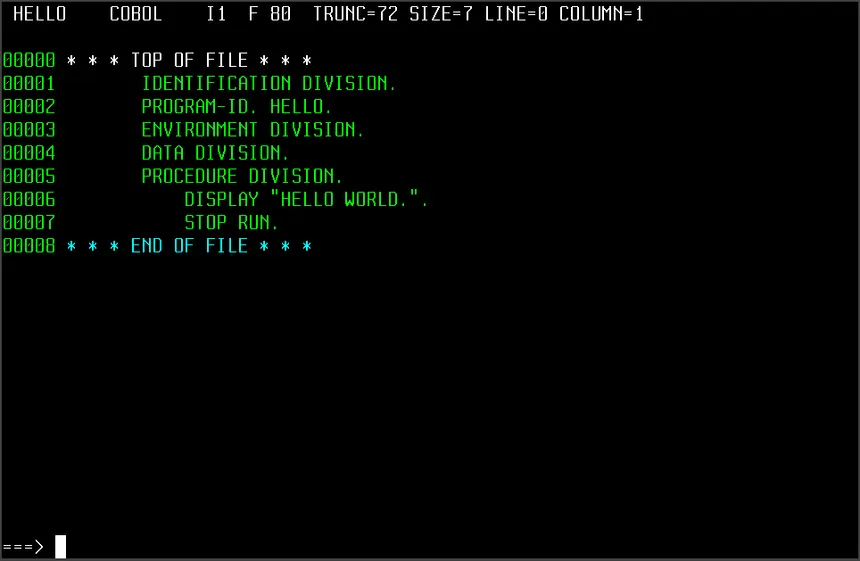 HELLO    COBOL    I1  F 80  TRUNC=72 SIZE=7 LINE=0 COLUMN=1
00000 * * * TOP OF FILE * * *
00001        IDENTIFICATION DIVISION.
00002        PROGRAM-ID. HELLO.
00003        ENVIRONMENT DIVISION.
00004        DATA DIVISION.
00005        PROCEDURE DIVISION.
00006            DISPLAY "HELLO WORLD.".
00007            STOP RUN.
00008 * * * END OF FILE * * *
===>